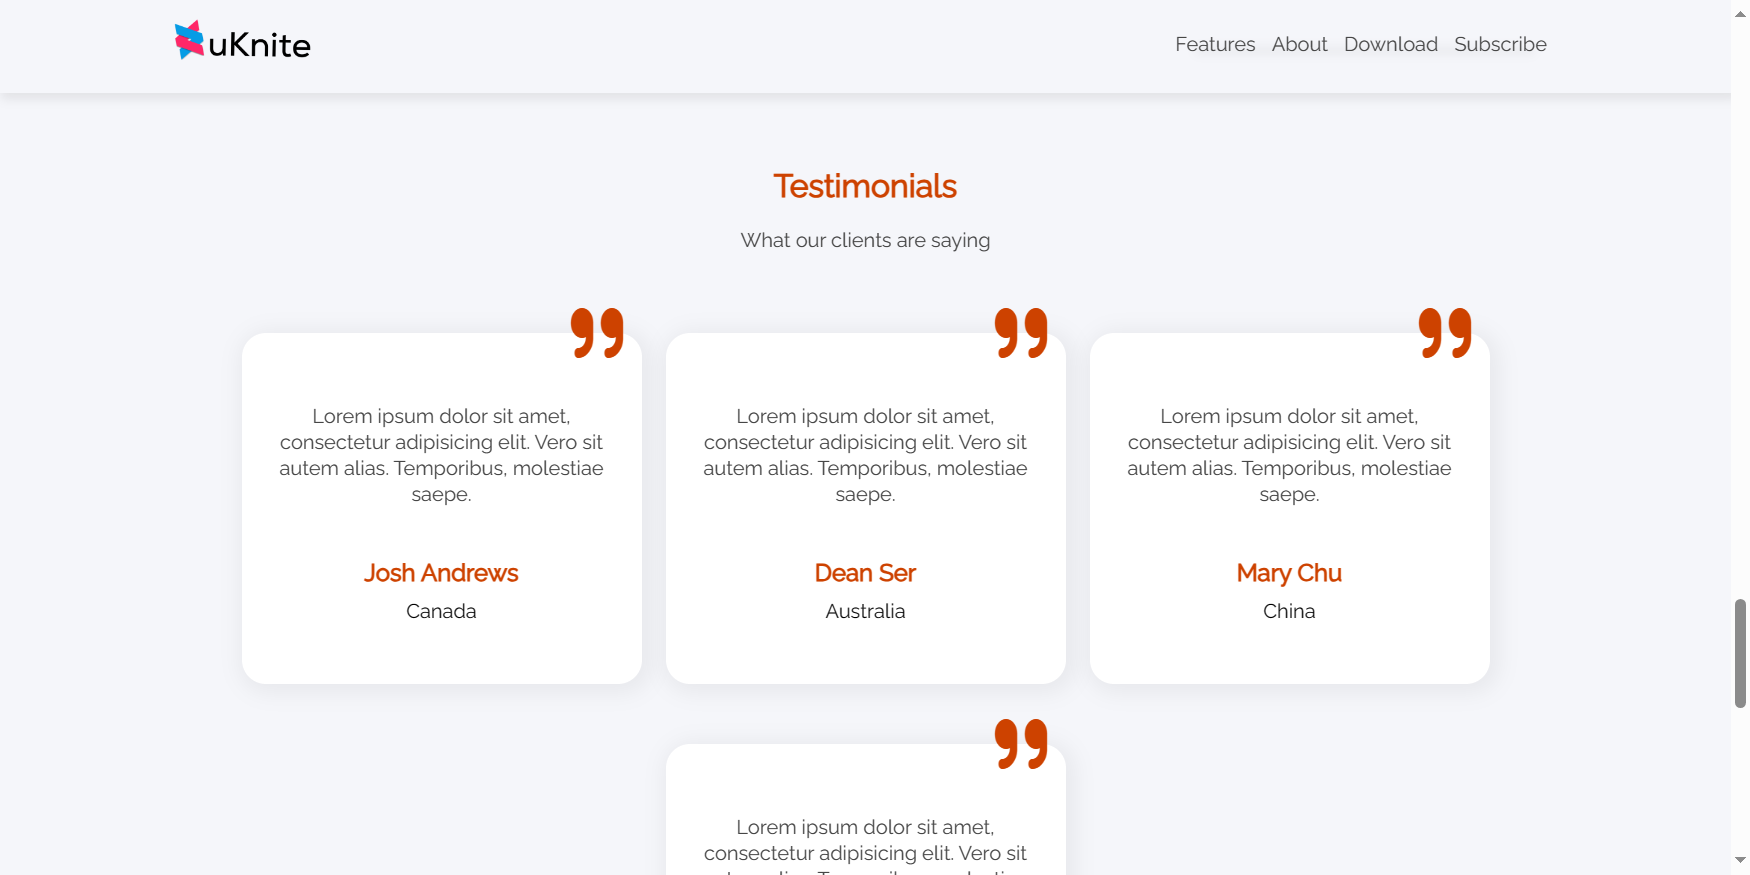 uKnite
Features About Download Subscribe
Testimonials
What our clients are saying
Lorem ipsum dolor sit amet,
consectetur adipisicing elit. Vero sit
autem alias. Temporibus, molestiae
saepe.
Josh Andrews
Canada
Lorem ipsum dolor sit amet,
consectetur adipisicing elit. Vero sit
autem alias. Temporibus, molestiae
saepe.
Dean Ser
Australia
Lorem ipsum dolor sit amet,
consectetur adipisicing elit. Vero sit
autem alias. Temporibus, molestiae
saepe.
Mary Chu
China
Lorem ipsum dolor sit amet,
consectetur adipisicing elit. Vero sit